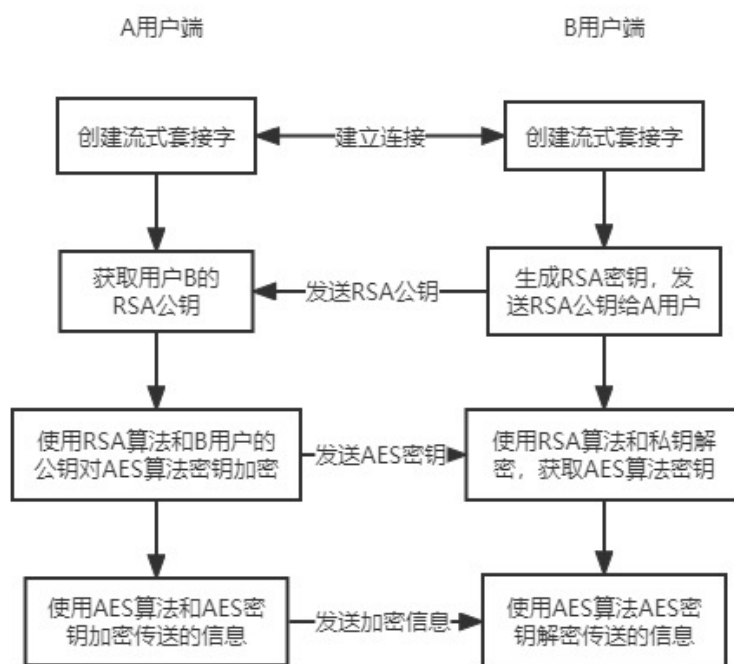 A用户端
B用户端
创建流式套接字
建立连接
创建流式套接字
获取用户B的
RSA公钥
发送RSA公钥
生成RSA密钥，发
送RSA公钥给A用户
使用RSA算法和B用户的
公钥对AES算法密钥加密
发送AES密钥
使用RSA算法和私钥解
密，获取AES算法密钥
使用AES算法和AES密
钥加密传送的信息
发送加密信息
使用AES算法AES密
钥解密传送的信息